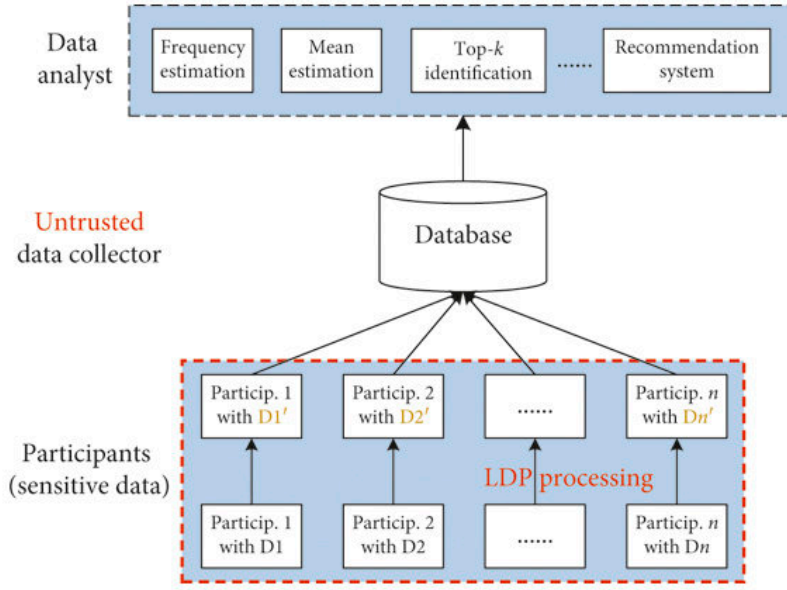 Data
analyst
Frequency
estimation
Mean
estimation
Top-k
identification
......
Recommendation
system
Untrusted
data collector
Database
Participants
(sensitive data)
Particip. 1
with D1′
Particip. 2
with D2′
......
Particip. n
with Dn′
LDP processing
Particip. 1
with D1
Particip. 2
with D2
......
Particip. n
with Dn